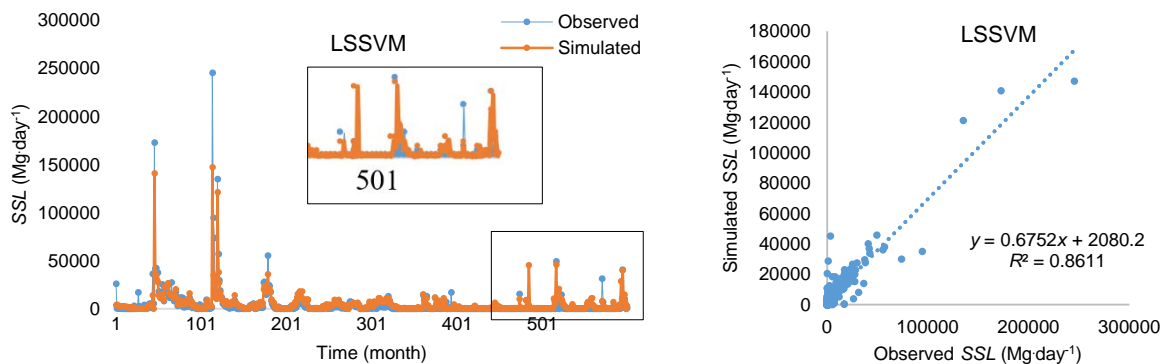 LSSVM
Observed
Simulated
SSL (Mg·day⁻¹)
300000
250000
200000
150000
100000
50000
0
501
1
101
201
301
401
501
Time (month)
LSSVM
Simulated SSL (Mg·day⁻¹)
180000
160000
140000
120000
100000
80000
60000
40000
20000
0
y = 0.6752x + 2080.2
R² = 0.8611
0
100000
200000
300000
Observed SSL (Mg·day⁻¹)